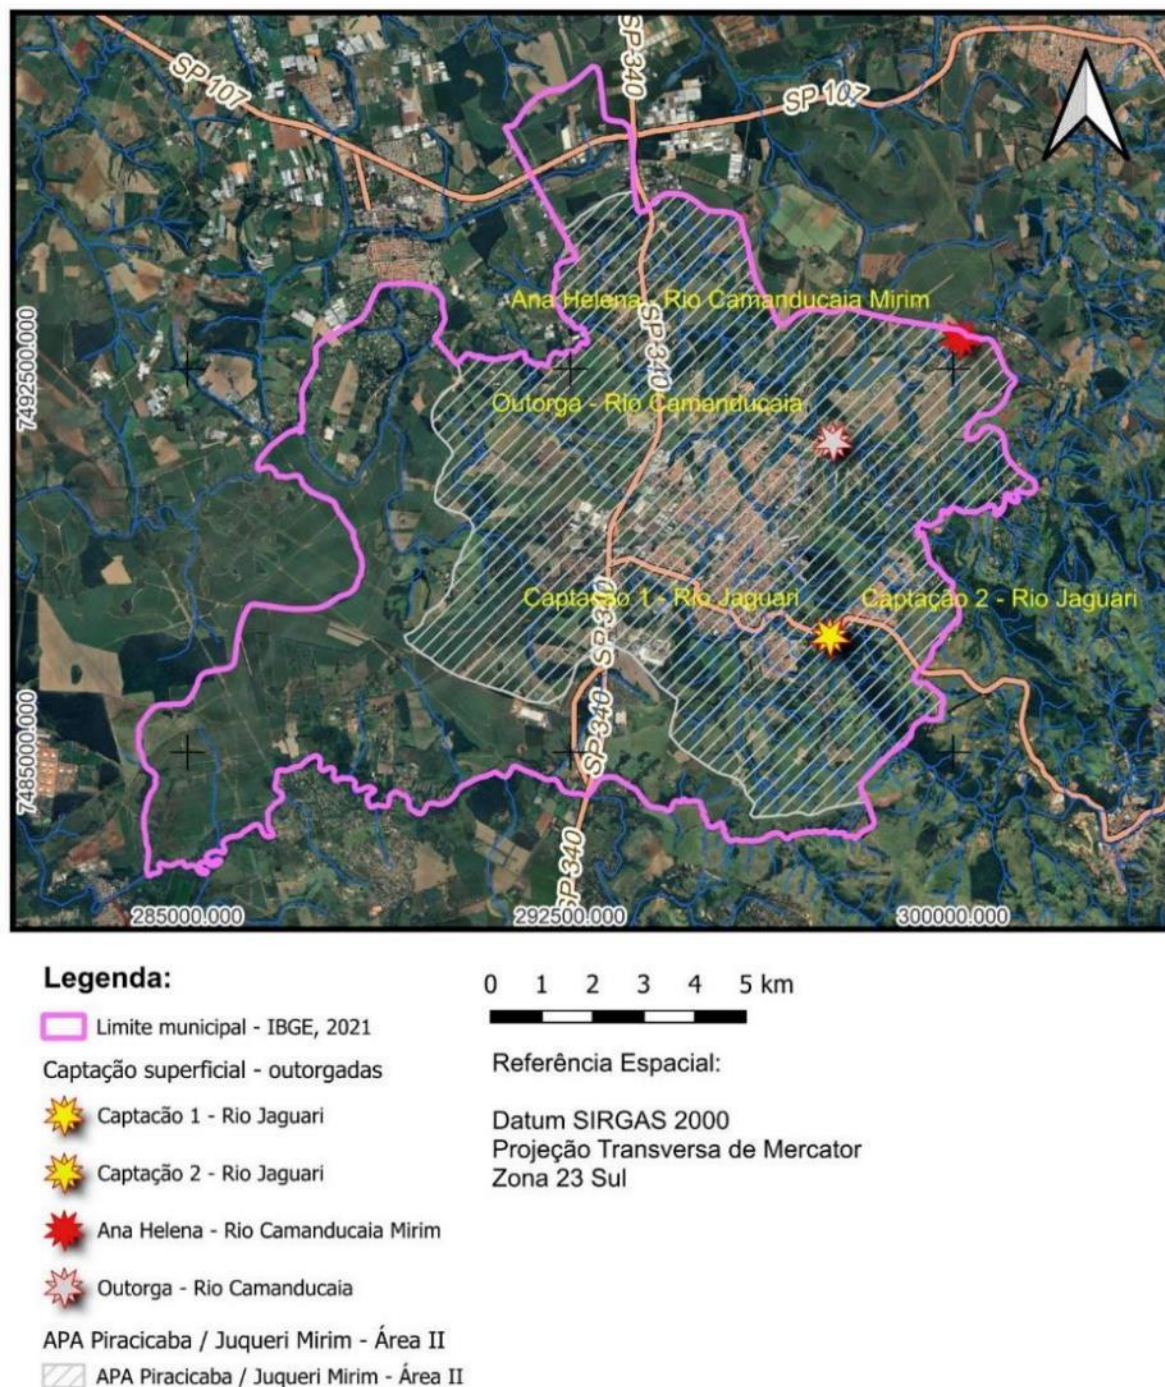 SP 340
SP 107
SP 107
Ana Helena - Rio Camanducaia Mirim
SP 340
7492500.000
Outorga - Rio Camanducaia
Captação 1 - Rio Jaguari
Captação 2 - Rio Jaguari
SP 340
SP 340
7485000.000
SP 340
285000.000
292500.000
300000.000
Legenda:
0 1 2 3 4 5 km
Limite municipal - IBGE, 2021
Captação superficial - outorgadas
Referência Espacial:
Captacão 1 - Rio Jaguari
Datum SIRGAS 2000
Projeção Transversa de Mercator
Captação 2 - Rio Jaguari
Zona 23 Sul
Ana Helena - Rio Camanducaia Mirim
Outorga - Rio Camanducaia
APA Piracicaba / Juqueri Mirim - Área II
APA Piracicaba / Juqueri Mirim - Área II